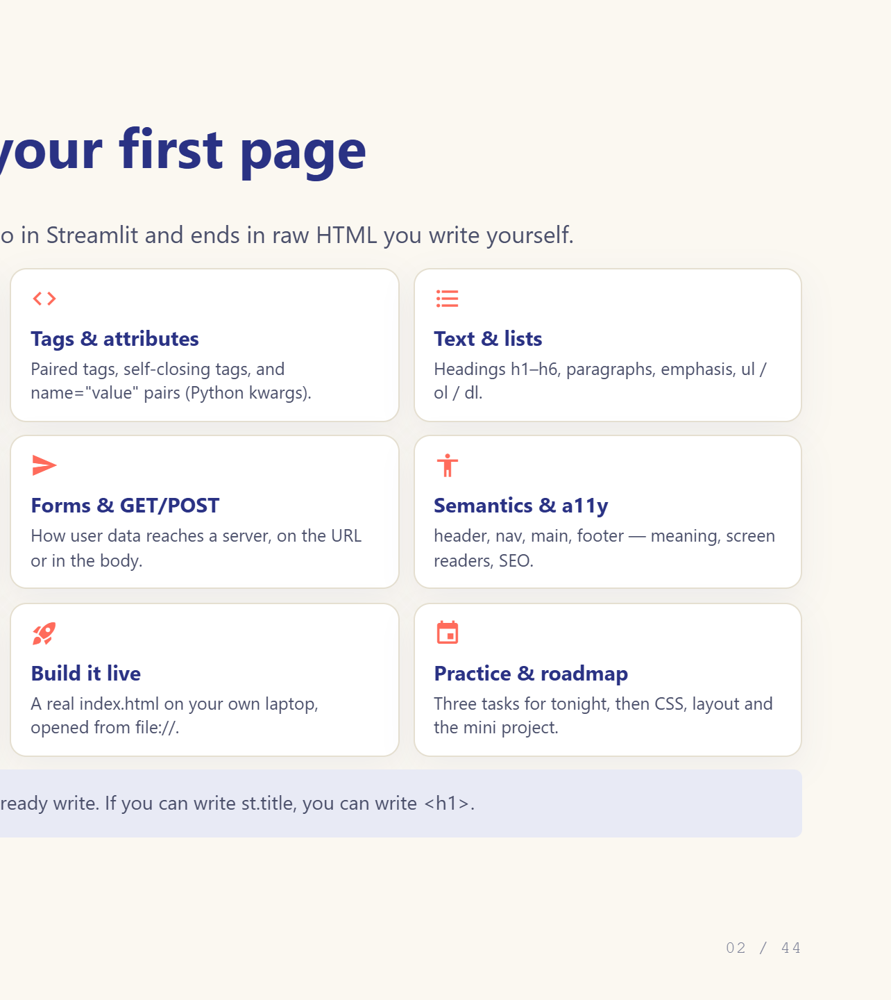 your first page
o in Streamlit and ends in raw HTML you write yourself.
Tags & attributes
Paired tags, self-closing tags, and
name="value" pairs (Python kwargs).
Text & lists
Headings h1–h6, paragraphs, emphasis, ul /
ol / dl.
Forms & GET/POST
How user data reaches a server, on the URL
or in the body.
Semantics & a11y
header, nav, main, footer — meaning, screen
readers, SEO.
Build it live
A real index.html on your own laptop,
opened from file://.
Practice & roadmap
Three tasks for tonight, then CSS, layout and
the mini project.
ready write. If you can write st.title, you can write <h1>.
02 / 44